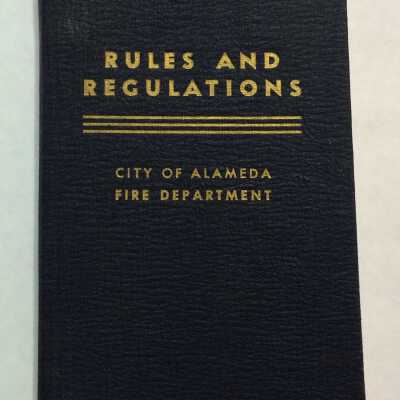 RULES AND
REGULATIONS
CITY OF ALAMEDA
FIRE DEPARTMENT